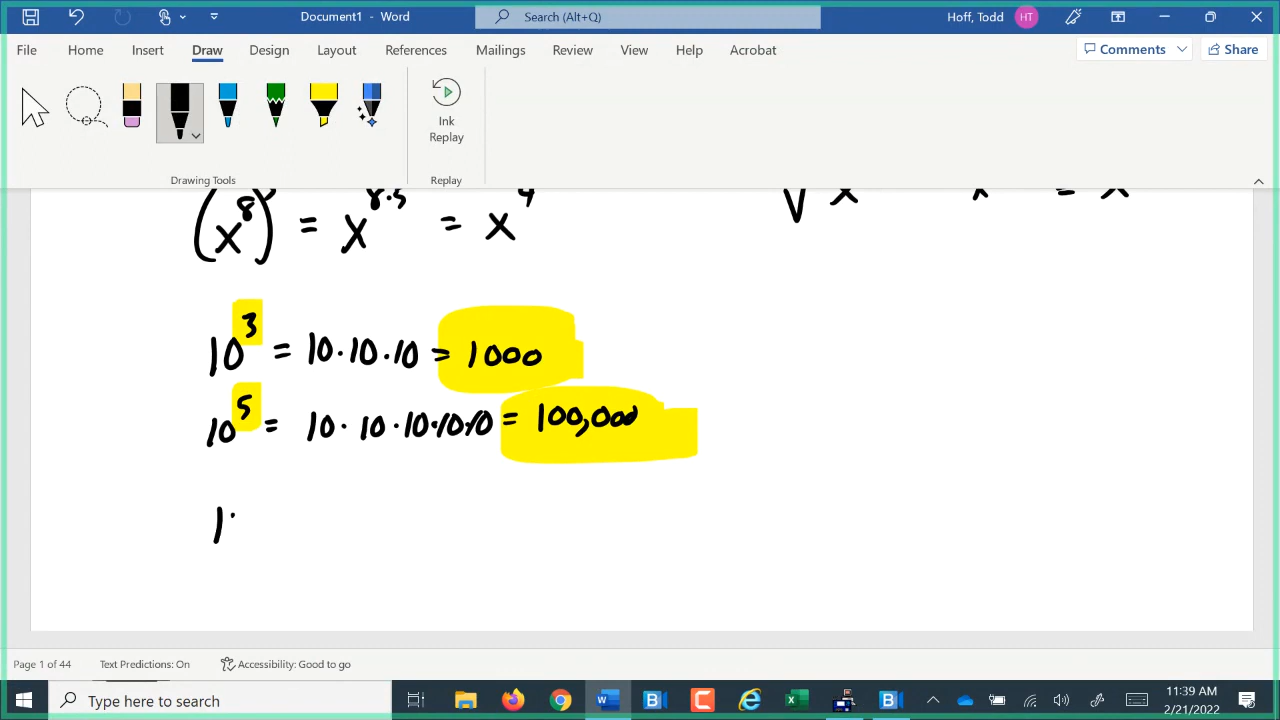 Document1 - Word
Search (Alt+Q)
Hoff, Todd
HT
File Home Insert Draw Design Layout References Mailings Review View Help Acrobat
Comments
Share
Ink
Replay
Drawing Tools
Replay
(x^8) = x^8·.5 = x^4
√x x = x
10^3 = 10·10·10 = 1000
10^5 = 10·10·10·10·10 = 100,000
1
Page 1 of 44
Text Predictions: On
Accessibility: Good to go
Type here to search
11:39 AM
2/21/2022